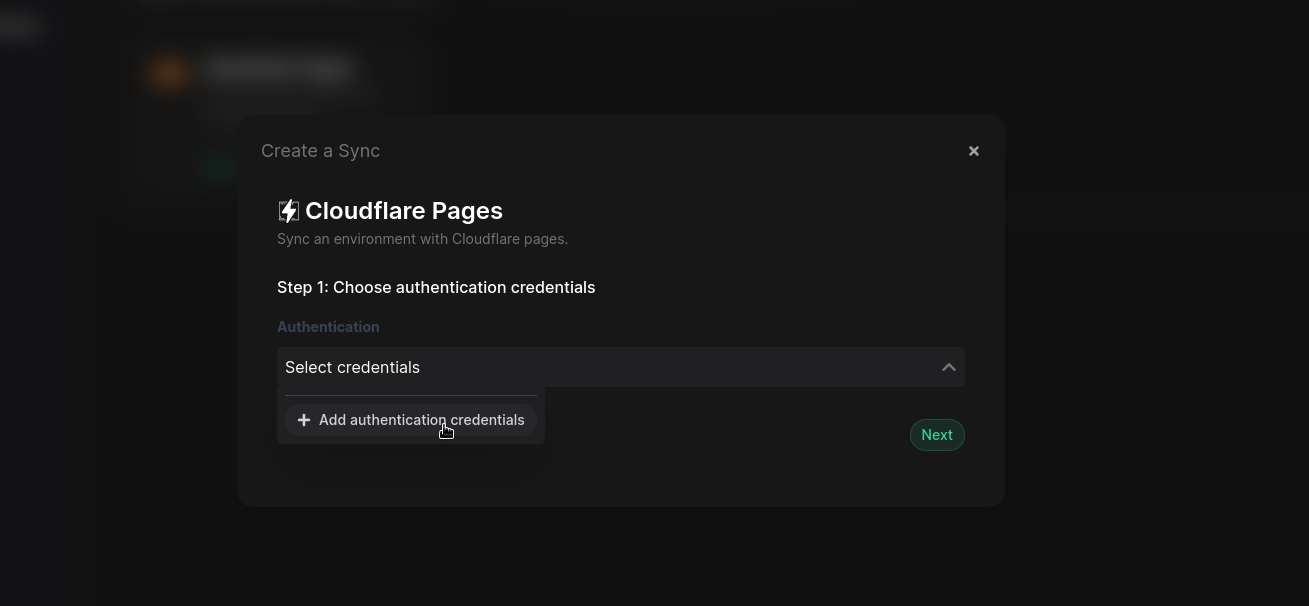 Create a Sync
Cloudflare Pages
Sync an environment with Cloudflare pages.
Step 1: Choose authentication credentials
Authentication
Select credentials
Add authentication credentials
Next